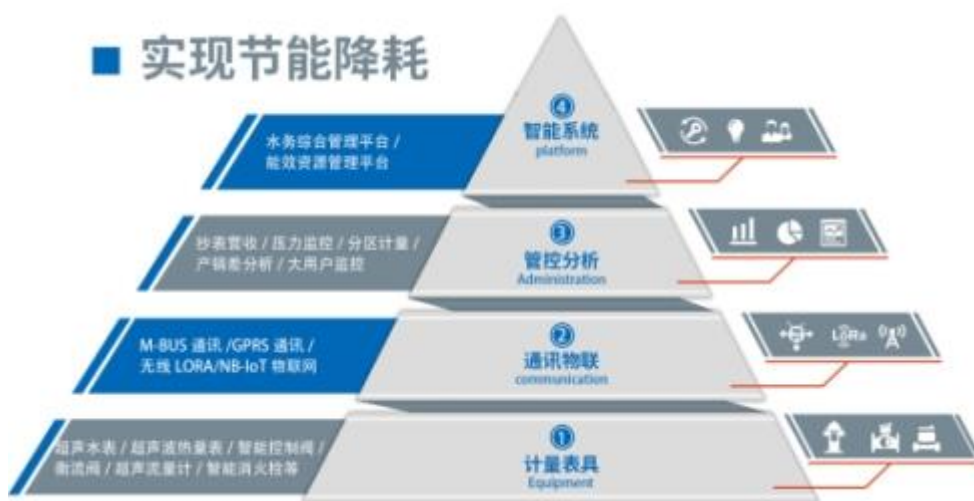 实现节能降耗
④
智能系统
platform
水务综合管理平台 /
能效资源管理平台
③
管控分析
Administration
抄表营收 / 压力监控 / 分区计量 /
产销差分析 / 大用户监控
②
通讯物联
communication
M-BUS 通讯 /GPRS 通讯 /
无线 LORA/NB-IoT 物联网
LoRa
①
计量表具
Equipment
超声水表 / 超声波热量表 / 智能控制阀 /
衡流阀 / 超声流量计 / 智能消火栓等